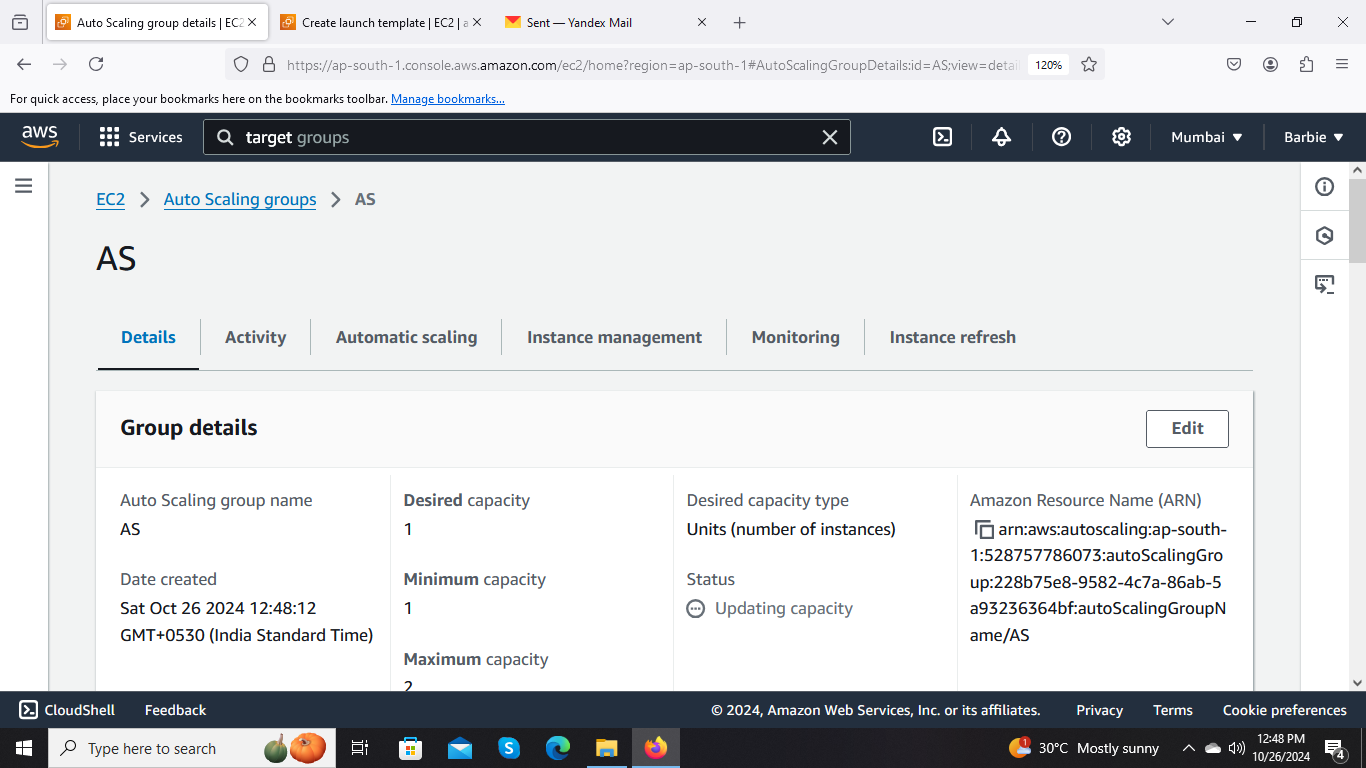 Auto Scaling group details | EC2
Create launch template | EC2 | a
Sent — Yandex Mail
https://ap-south-1.console.aws.amazon.com/ec2/home?region=ap-south-1#AutoScalingGroupDetails:id=AS;view=detai
120%
For quick access, place your bookmarks here on the bookmarks toolbar. Manage bookmarks...
aws
Services
target groups
Mumbai
Barbie
EC2
Auto Scaling groups
AS
AS
Details
Activity
Automatic scaling
Instance management
Monitoring
Instance refresh
Group details
Edit
Auto Scaling group name
AS
Date created
Sat Oct 26 2024 12:48:12
GMT+0530 (India Standard Time)
Desired capacity
1
Minimum capacity
1
Maximum capacity
2
Desired capacity type
Units (number of instances)
Status
Updating capacity
Amazon Resource Name (ARN)
arn:aws:autoscaling:ap-south-
1:528757786073:autoScalingGro
up:228b75e8-9582-4c7a-86ab-5
a93236364bf:autoScalingGroupN
ame/AS
CloudShell
Feedback
© 2024, Amazon Web Services, Inc. or its affiliates.
Privacy
Terms
Cookie preferences
Type here to search
1
30°C Mostly sunny
12:48 PM
10/26/2024
4